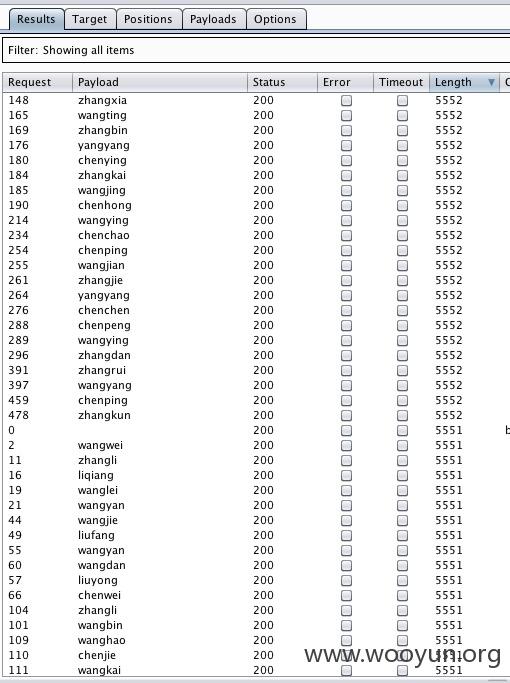 Results Target Positions Payloads Options
Filter: Showing all items
Request Payload Status Error Timeout Length
148 zhangxia 200 5552
165 wangting 200 5552
169 zhangbin 200 5552
176 yangyang 200 5552
180 chenying 200 5552
184 zhangkai 200 5552
185 wangjing 200 5552
190 chenhong 200 5552
214 wangying 200 5552
234 chenchao 200 5552
254 chenping 200 5552
255 wangjian 200 5552
261 zhangjie 200 5552
264 yangyang 200 5552
276 chenchen 200 5552
288 chenpeng 200 5552
289 wangying 200 5552
296 zhangdan 200 5552
391 zhangrui 200 5552
397 wangyang 200 5552
459 chenping 200 5552
478 zhangkun 200 5552
0 200 5551
2 wangwei 200 5551
11 zhangli 200 5551
16 liqiang 200 5551
19 wanglei 200 5551
21 wangyan 200 5551
44 wangjie 200 5551
49 liufang 200 5551
55 wangyan 200 5551
60 wangdan 200 5551
57 liuyong 200 5551
66 chenwei 200 5551
104 zhangli 200 5551
101 wangbin 200 5551
109 wanghao 200 5551
110 chenjie 200 5551
111 wangkai 200 5551
www.wooyun.org